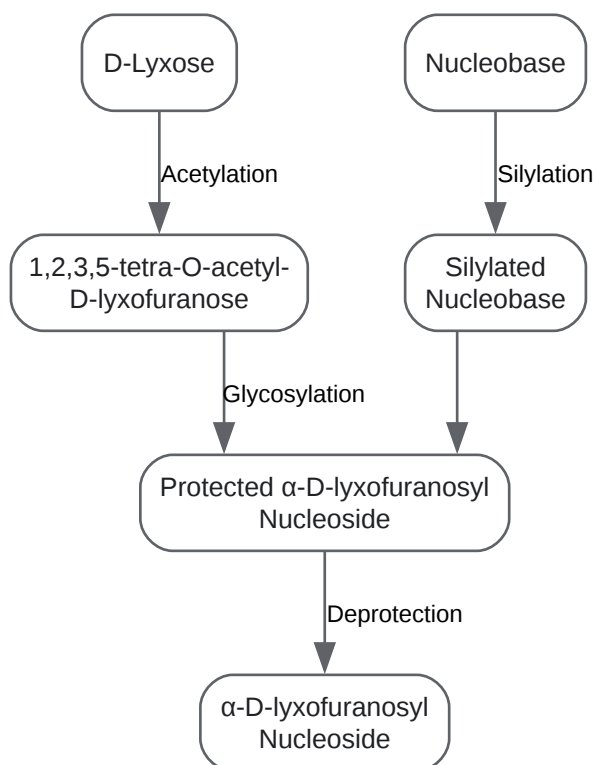 D-Lyxose
Nucleobase
Acetylation
Silylation
1,2,3,5-tetra-O-acetyl-
D-lyxofuranose
Silylated
Nucleobase
Glycosylation
Protected α-D-lyxofuranosyl
Nucleoside
Deprotection
α-D-lyxofuranosyl
Nucleoside